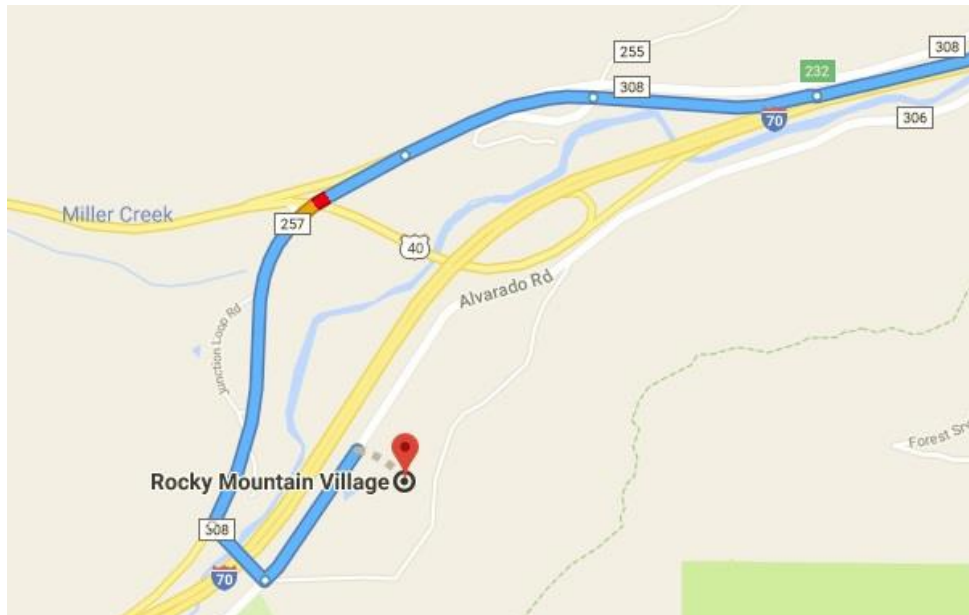 255
308
308
232
70
306
Miller Creek
257
40
Alvarado Rd
Junction Loop Rd
Forest Srv
Rocky Mountain Village
308
70